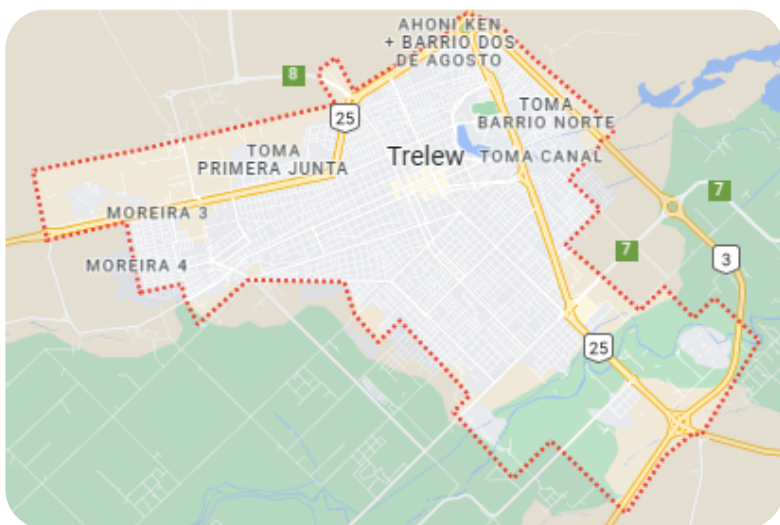 AHONI KEN
+ BARRIO DOS
DE AGOSTO
8
25
TOMA
BARRIO NORTE
TOMA
PRIMERA JUNTA
Trelew
TOMA CANAL
7
MOREIRA 3
7
3
MOREIRA 4
25